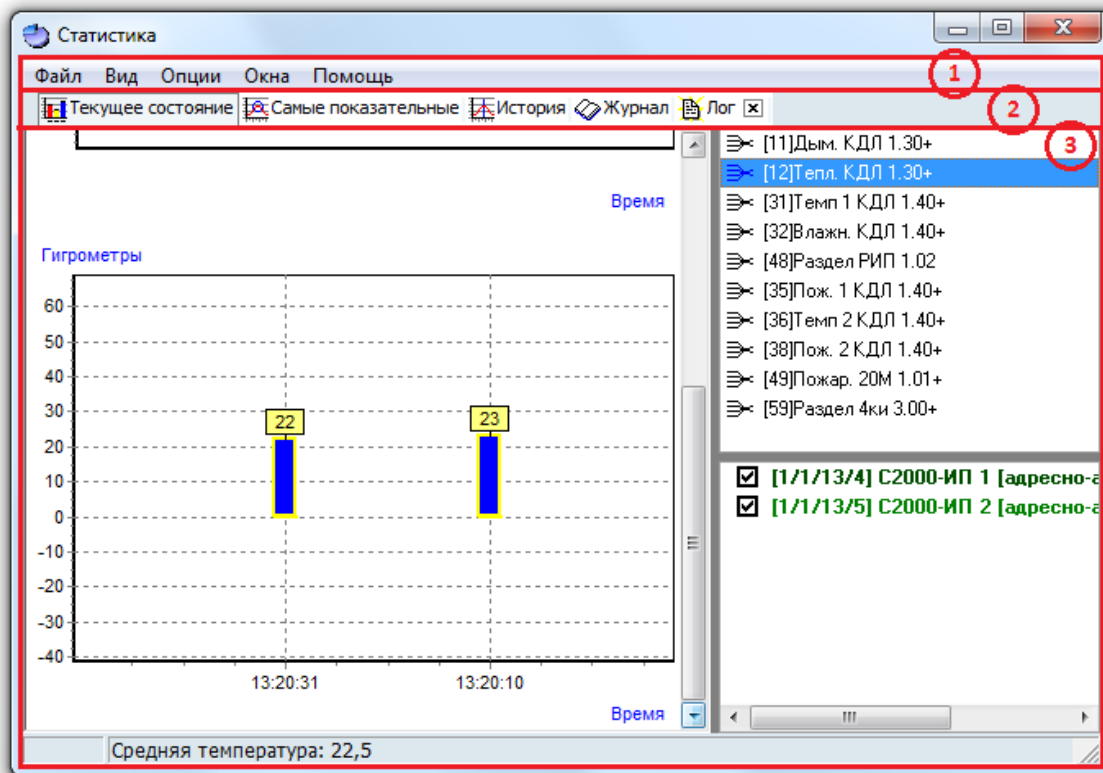 Статистика
Файл Вид Опции Окна Помощь
1
Текущее состояние Самые показательные История Журнал Лог
2
3
Время
Гигрометры
60
50
40
30
20
10
0
-10
-20
-30
-40
22
23
13:20:31 13:20:10
Время
[11]Дым. КДЛ 1.30+
[12]Тепл. КДЛ 1.30+
[31]Темп 1 КДЛ 1.40+
[32]Влажн. КДЛ 1.40+
[48]Раздел РИП 1.02
[35]Пож. 1 КДЛ 1.40+
[36]Темп 2 КДЛ 1.40+
[38]Пож. 2 КДЛ 1.40+
[49]Пожар. 20М 1.01+
[59]Раздел 4ки 3.00+
[1/1/13/4] С2000-ИП 1 [адресно-а
[1/1/13/5] С2000-ИП 2 [адресно-а
Средняя температура: 22,5